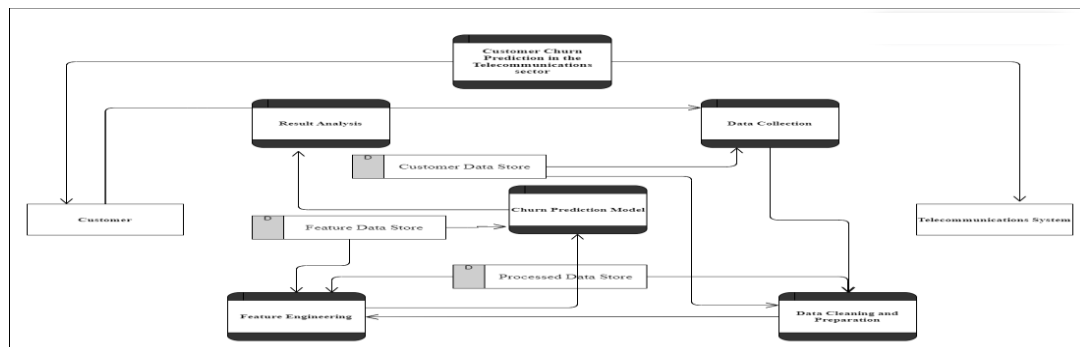 Customer Churn
Prediction in the
Telecommunications
sector
Result Analysis
Data Collection
D
Customer Data Store
Churn Prediction Model
Customer
Telecommunications System
D
Feature Data Store
D
Processed Data Store
Feature Engineering
Data Cleaning and
Preparation